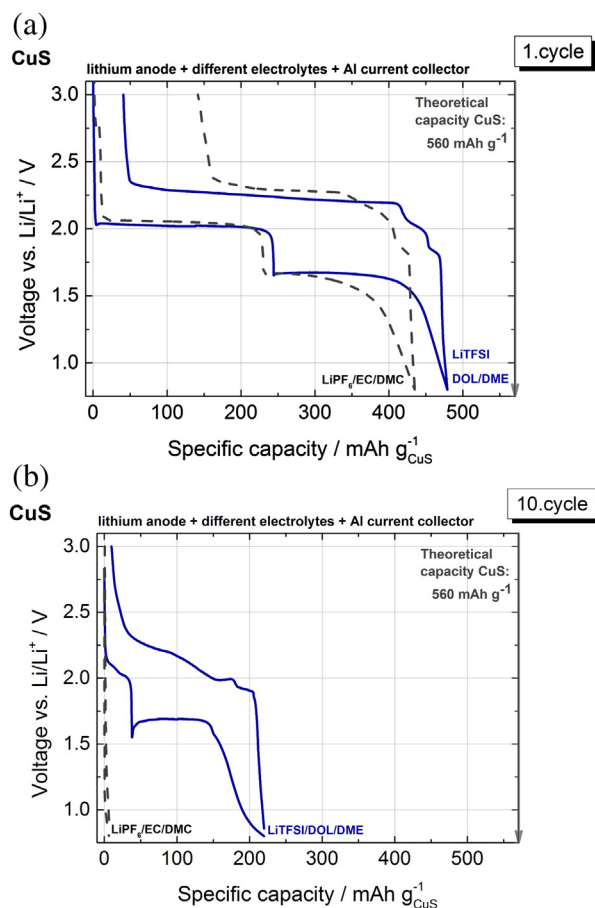 (a)
CuS
1.cycle
lithium anode + different electrolytes + Al current collector
Theoretical
capacity CuS:
560 mAh g-1
3.0
2.5
2.0
1.5
1.0
Voltage vs. Li/Li+ / V
LiTFSI
LiPF6/EC/DMC
DOL/DME
0 100 200 300 400 500
Specific capacity / mAh g-1CuS
(b)
CuS
10.cycle
lithium anode + different electrolytes + Al current collector
Theoretical
capacity CuS:
560 mAh g-1
3.0
2.5
2.0
1.5
1.0
Voltage vs. Li/Li+ / V
LiPF6/EC/DMC LiTFSI/DOL/DME
0 100 200 300 400 500
Specific capacity / mAh g-1CuS